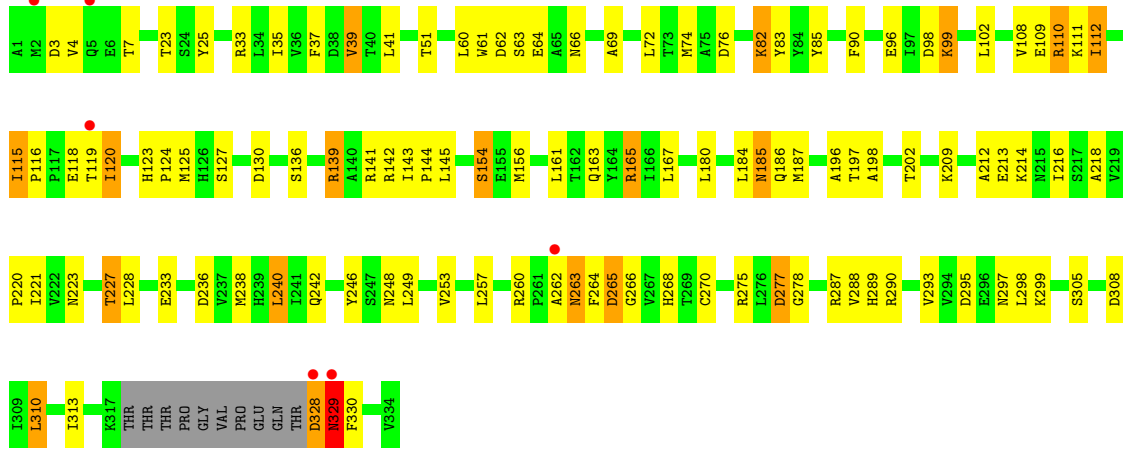 A1 M2 D3 V4 Q5 E6 T7 T23 S24 Y25 R33 L34 I35 V36 F37 D38 V39 T40 L41 T51 L60 W61 D62 S63 E64 A65 N66 A69 L72 T73 M74 A75 D76 K82 Y83 Y84 Y85 F90 E96 I97 D98 K99 L102 V108 E109 R110 K111 I112
I115 P116 P117 E118 T119 I120 H123 P124 M125 H126 S127 D130 S136 R139 A140 R141 R142 I143 P144 L145 S154 E155 M156 L161 T162 Q163 Y164 R165 I166 L167 L180 L184 N185 Q186 M187 A196 T197 A198 T202 K209 A212 E213 K214 N215 I216 S217 A218 V219
P220 I221 V222 N223 T227 L228 E233 D236 V237 M238 H239 L240 I241 Q242 Y246 S247 N248 L249 V253 L257 R260 P261 A262 N263 F264 D265 G266 V267 H268 T269 C270 R275 L276 D277 G278 R287 V288 H289 R290 V293 V294 D295 E296 N297 L298 K299 S305 D308
I309 L310 I313 K317 THR THR THR PRO GLY VAL PRO GLU GLN THR D328 N329 F330 V334